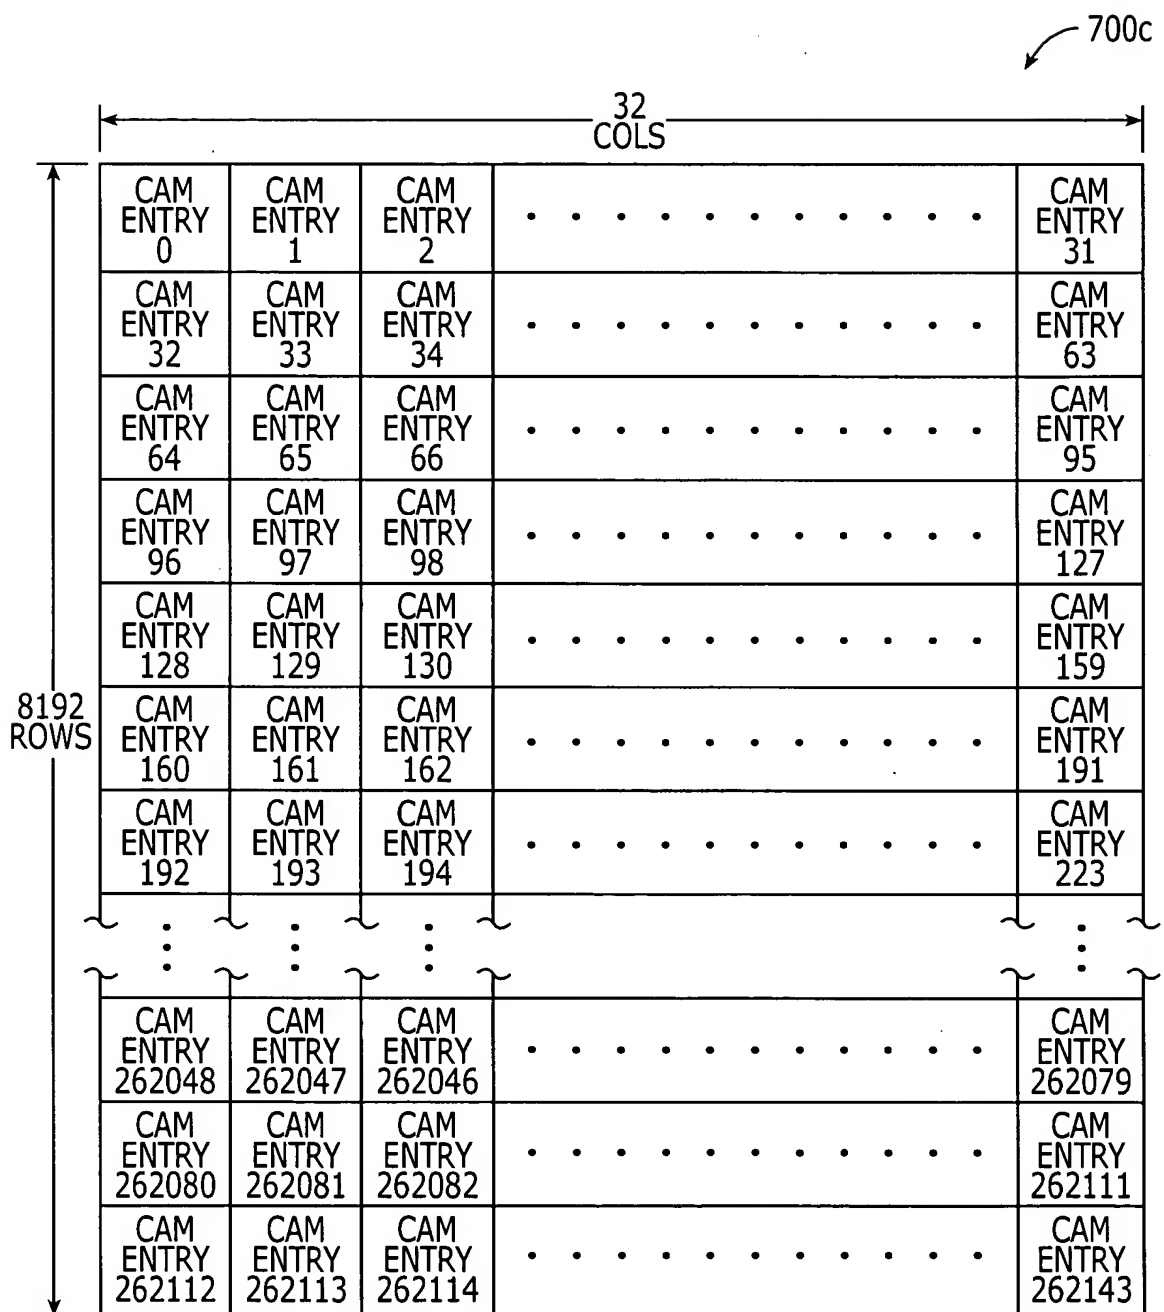 700c
32
COLS
8192
ROWS
CAM CAM CAM CAM
ENTRY ENTRY ENTRY ENTRY
0 1 2 31
CAM CAM CAM CAM
ENTRY ENTRY ENTRY ENTRY
32 33 34 63
CAM CAM CAM CAM
ENTRY ENTRY ENTRY ENTRY
64 65 66 95
CAM CAM CAM CAM
ENTRY ENTRY ENTRY ENTRY
96 97 98 127
CAM CAM CAM CAM
ENTRY ENTRY ENTRY ENTRY
128 129 130 159
CAM CAM CAM CAM
ENTRY ENTRY ENTRY ENTRY
160 161 162 191
CAM CAM CAM CAM
ENTRY ENTRY ENTRY ENTRY
192 193 194 223
CAM CAM CAM CAM
ENTRY ENTRY ENTRY ENTRY
262048 262047 262046 262079
CAM CAM CAM CAM
ENTRY ENTRY ENTRY ENTRY
262080 262081 262082 262111
CAM CAM CAM CAM
ENTRY ENTRY ENTRY ENTRY
262112 262113 262114 262143